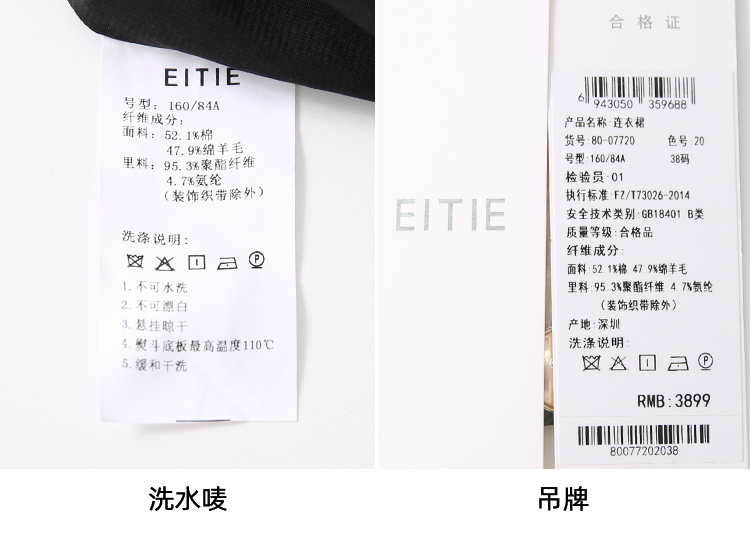 EITIE
号型: 160/84A
纤维成分:
面料: 52.1%棉
47.9%绵羊毛
里料: 95.3%聚酯纤维
4.7%氨纶
(装饰织带除外)
洗涤说明:
P
1.不可水洗
2.不可漂白
3.悬挂晾干
4.熨斗底板最高温度110℃
5.缓和干洗
洗水唛
EITIE
合格证
6 943050 359688
产品名称:连衣裙
货号:80-07720 色号:20
号型:160/84A 38码
检验员:01
执行标准:FZ/T73026-2014
安全技术类别:GB18401 B类
质量等级:合格品
纤维成分:
面料:52.1%棉 47.9%绵羊毛
里料:95.3%聚酯纤维 4.7%氨纶
(装饰织带除外)
产地:深圳
洗涤说明:
P
RMB:3899
80077202038
吊牌